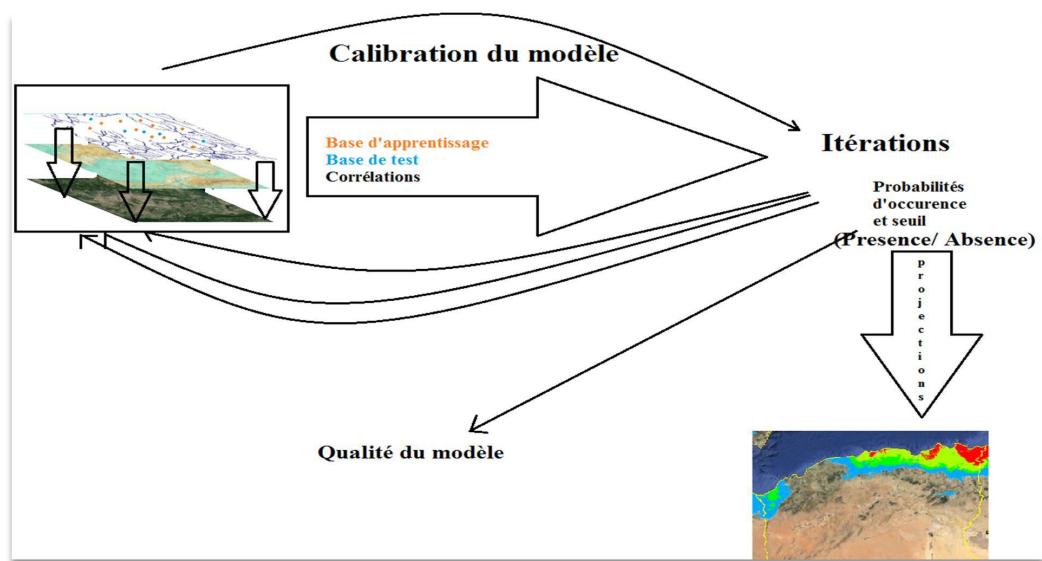 Calibration du modèle
Base d'apprentissage
Base de test
Corrélations
Itérations
Probabilités
d'occurence
et seuil
(Presence/ Absence)
projections
Qualité du modèle